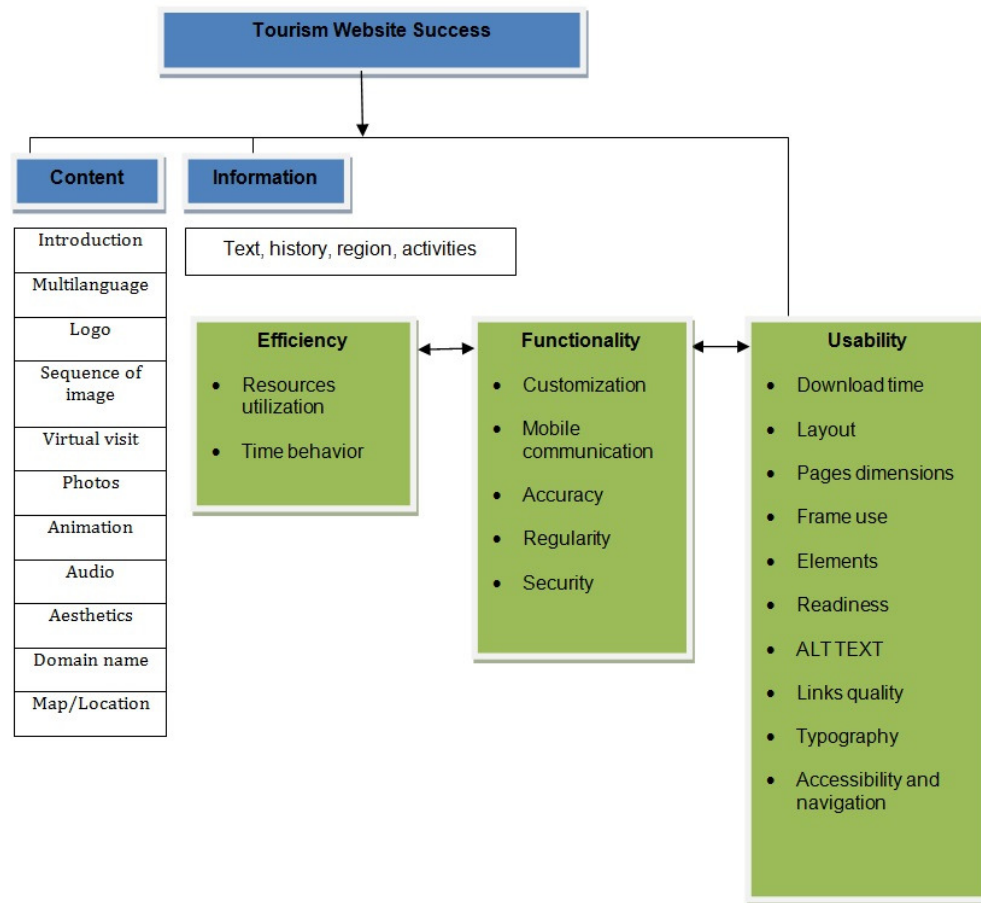 Tourism Website Success
Content
Information
Introduction
Multilanguage
Logo
Sequence of
image
Virtual visit
Photos
Animation
Audio
Aesthetics
Domain name
Map/Location
Text, history, region, activities
Efficiency
• Resources
utilization
• Time behavior
Functionality
• Customization
• Mobile
communication
• Accuracy
• Regularity
• Security
Usability
• Download time
• Layout
• Pages dimensions
• Frame use
• Elements
• Readiness
• ALT TEXT
• Links quality
• Typography
• Accessibility and
navigation